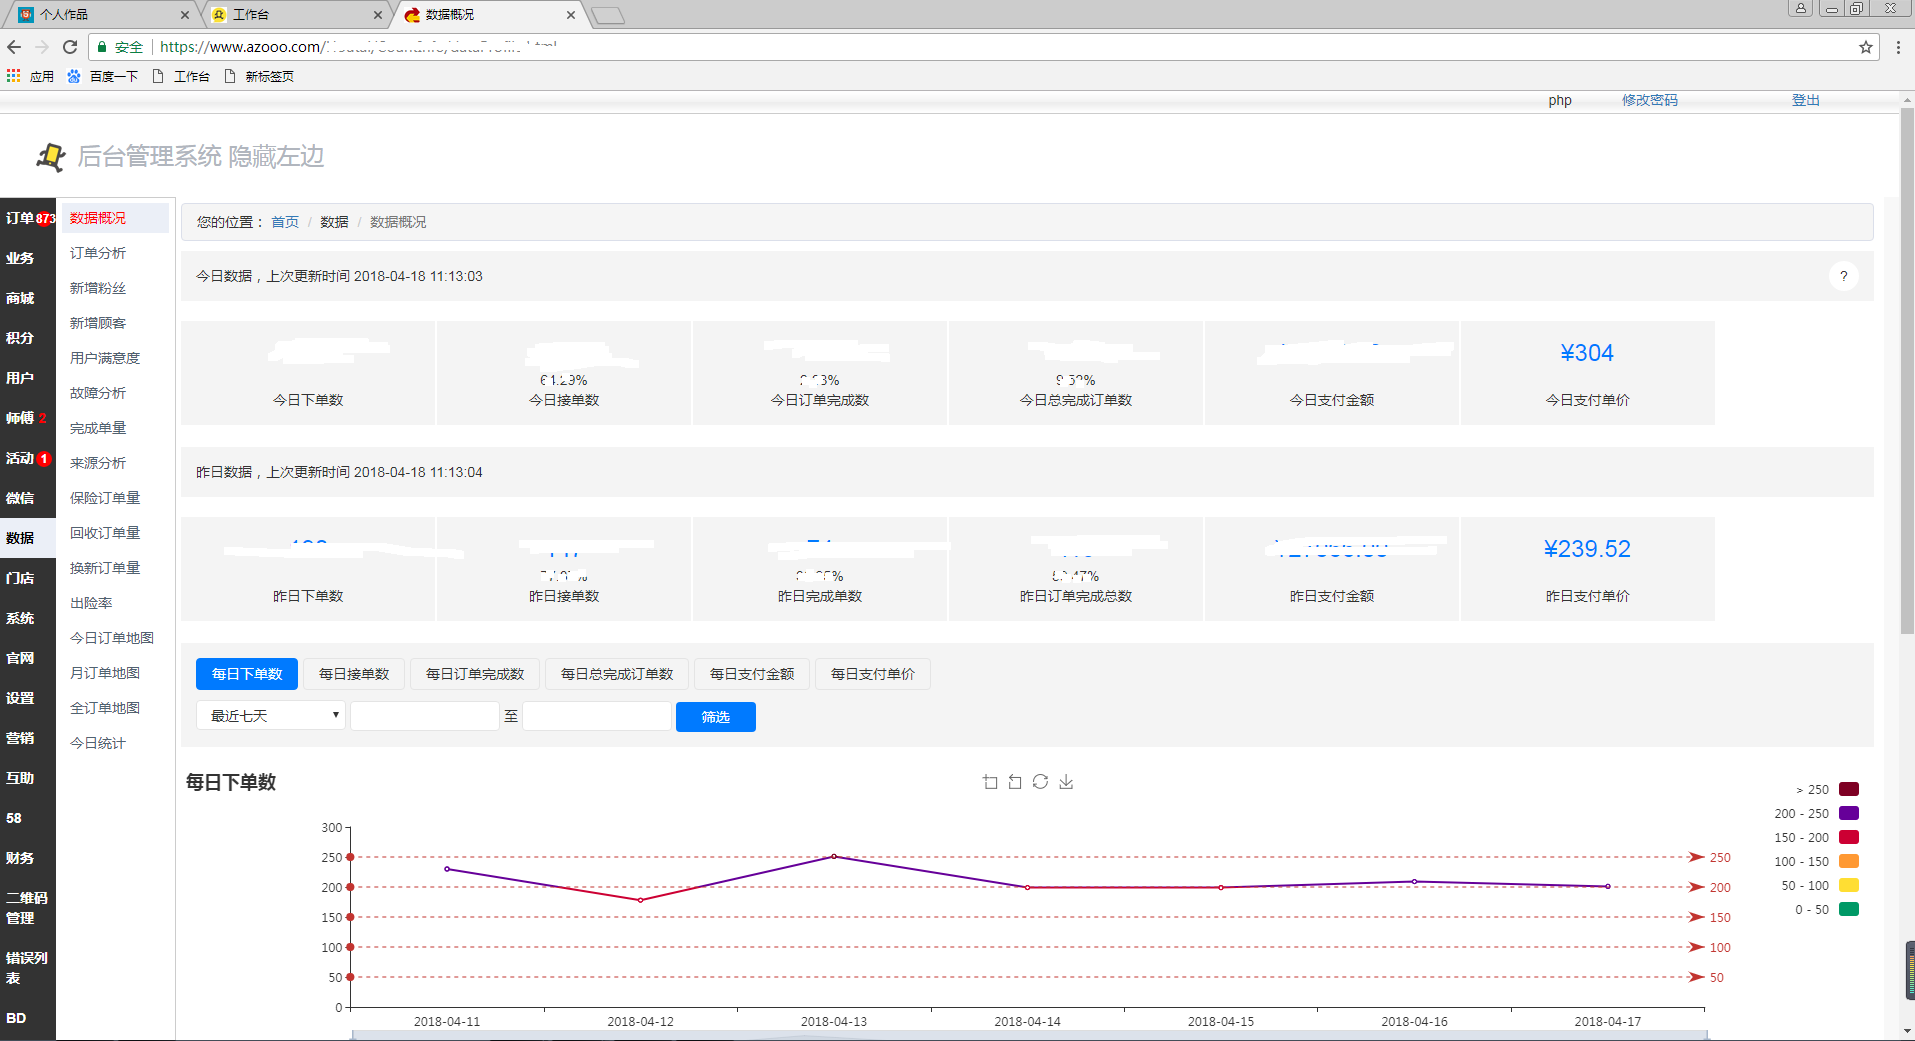 个人作品
工作台
数据概况
安全
https://www.azooo.com/
应用
百度一下
工作台
新标签页
php
修改密码
登出
后台管理系统 隐藏左边
订单 873
业务
商城
积分
用户
师傅 2
活动 1
微信
数据
门店
系统
官网
设置
营销
互助
58
财务
二维码
管理
错误列
表
BD
数据概况
订单分析
新增粉丝
新增顾客
用户满意度
故障分析
完成单量
来源分析
保险订单量
回收订单量
换新订单量
出险率
今日订单地图
月订单地图
全订单地图
今日统计
您的位置： 首页 / 数据 / 数据概况
今日数据，上次更新时间 2018-04-18 11:13:03
?
今日下单数
64.29%
今日接单数
今日订单完成数
今日总完成订单数
今日支付金额
¥304
今日支付单价
昨日数据，上次更新时间 2018-04-18 11:13:04
昨日下单数
昨日接单数
昨日完成单数
昨日订单完成总数
昨日支付金额
¥239.52
昨日支付单价
每日下单数
每日接单数
每日订单完成数
每日总完成订单数
每日支付金额
每日支付单价
最近七天
至
筛选
每日下单数
> 250
200 - 250
150 - 200
100 - 150
50 - 100
0 - 50
300
250
200
150
100
50
0
250
200
150
100
50
2018-04-11
2018-04-12
2018-04-13
2018-04-14
2018-04-15
2018-04-16
2018-04-17